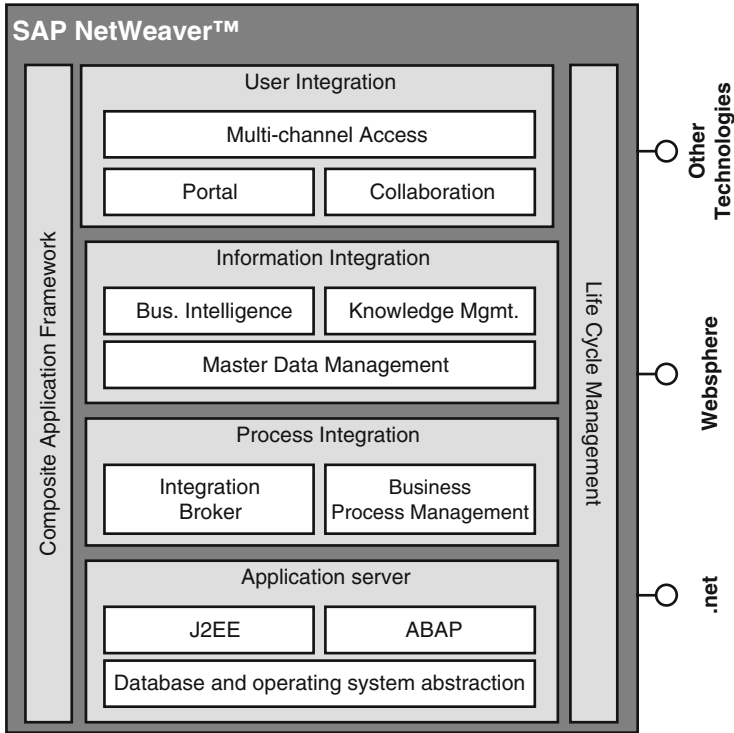 SAP NetWeaver™
Composite Application Framework
User Integration
Multi-channel Access
Portal
Collaboration
Information Integration
Bus. Intelligence
Knowledge Mgmt.
Master Data Management
Process Integration
Integration
Broker
Business
Process Management
Application server
J2EE
ABAP
Database and operating system abstraction
Life Cycle Management
Other
Technologies
Websphere
.net